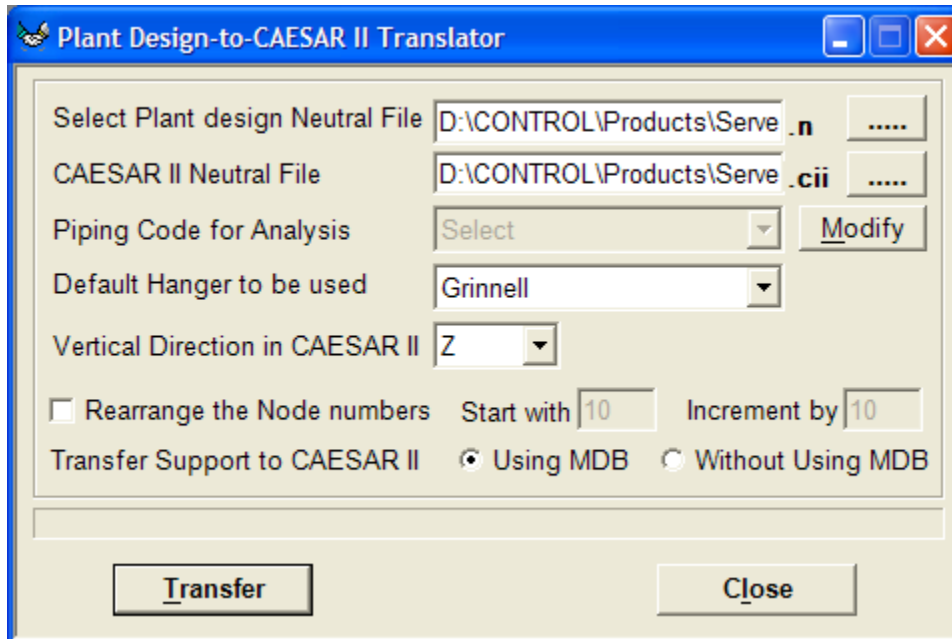 Plant Design-to-CAESAR II Translator
Select Plant design Neutral File D:\CONTROL\Products\Serve .n .....
CAESAR II Neutral File D:\CONTROL\Products\Serve .cii .....
Piping Code for Analysis Select Modify
Default Hanger to be used Grinnell
Vertical Direction in CAESAR II Z
Rearrange the Node numbers Start with 10 Increment by 10
Transfer Support to CAESAR II Using MDB Without Using MDB
Transfer Close